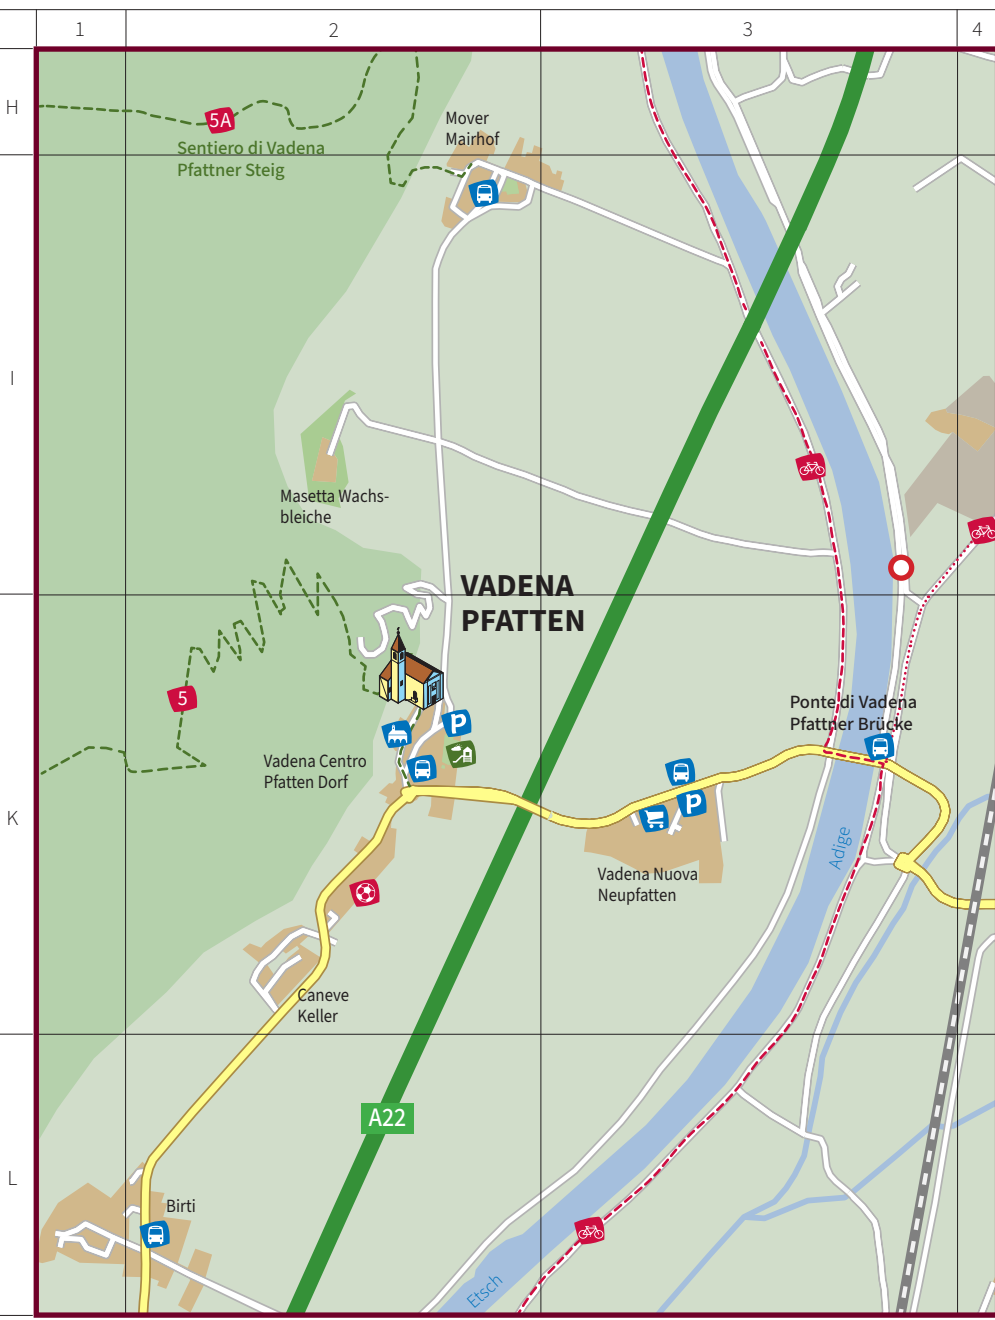 1 2 3 4
H
5A
Sentiero di Vadena
Pfattner Steig
Mover
Mairhof
I
Masetta Wachs-
bleiche
VADENA
PFATTEN
5
P
Ponte di Vadena
Pfattner Brücke
Vadena Centro
Pfatten Dorf
K
P
Adige
Vadena Nuova
Neupfatten
Caneve
Keller
A22
L
Birti
Etsch